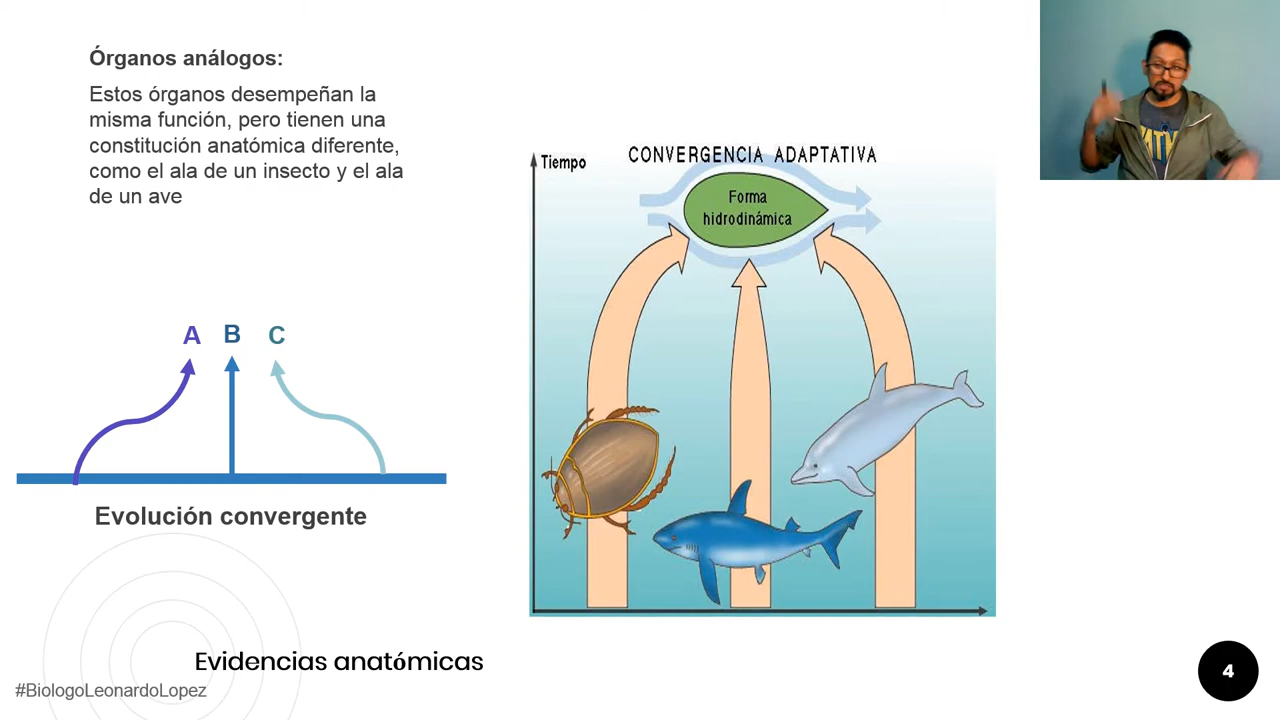 Órganos análogos:
Estos órganos desempeñan la
misma función, pero tienen una
constitución anatómica diferente,
como el ala de un insecto y el ala
de un ave
A B C
Evolución convergente
Tiempo
CONVERGENCIA ADAPTATIVA
Forma
hidrodinámica
Evidencias anatómicas
#BiologoLeonardoLopez
4